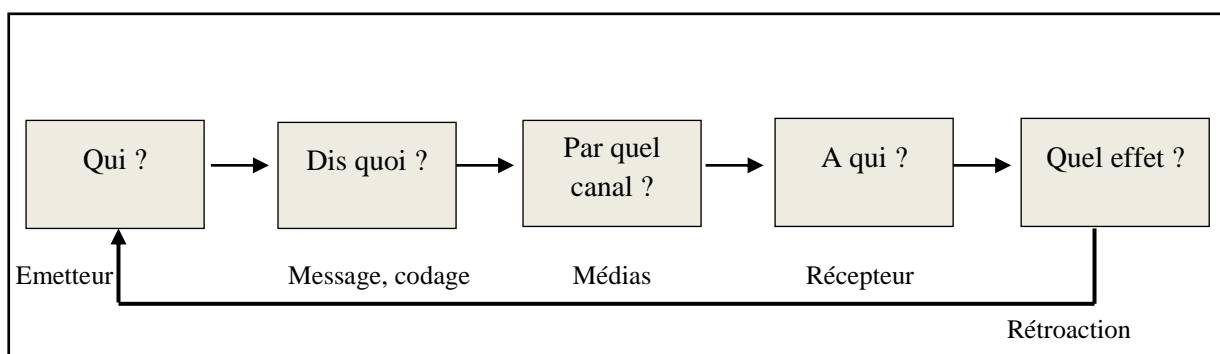 Qui ?
Dis quoi ?
Par quel
canal ?
A qui ?
Quel effet ?
Emetteur
Message, codage
Médias
Récepteur
Rétroaction